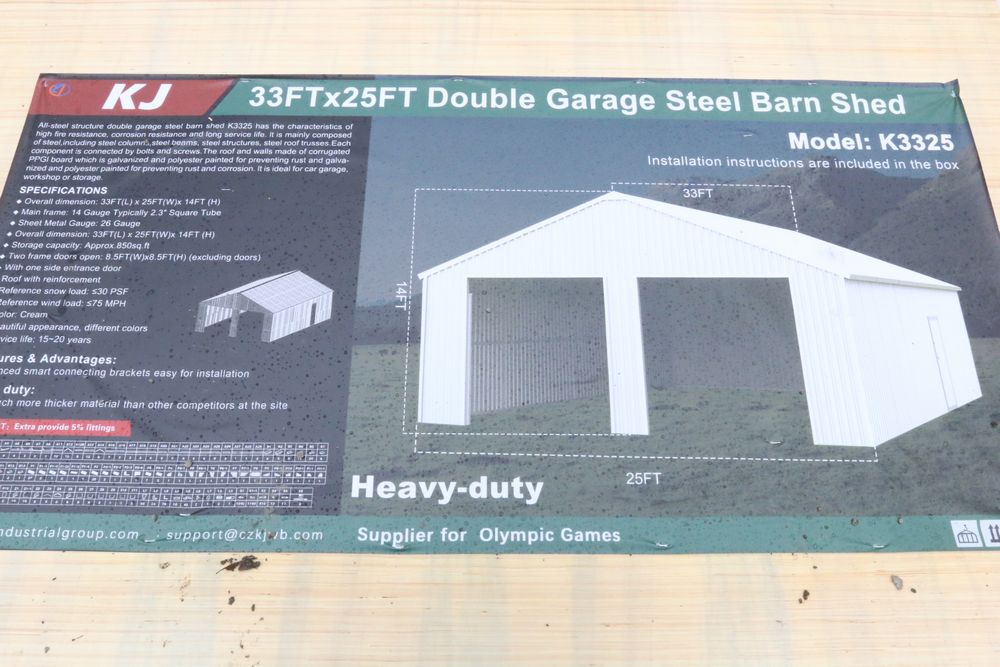 KJ
33FTx25FT Double Garage Steel Barn Shed
All-steel structure double garage steel barn shed K3325 has the characteristics of
high fire resistance, corrosion resistance and long service life. It is mainly composed
of steel,including steel columns,steel beams, steel structures, steel roof trusses.Each
component is connected by bolts and screws.The roof and walls made of corrugated
PPGI board which is galvanized and polyester painted for preventing rust and galva-
nized and polyester painted for preventing rust and corrosion. It is ideal for car garage,
workshop or storage.
SPECIFICATIONS
◆ Overall dimension: 33FT(L) x 25FT(W)x 14FT (H)
◆ Main frame: 14 Gauge Typically 2.3" Square Tube
◆ Sheet Metal Gauge: 26 Gauge
◆ Overall dimension: 33FT(L) x 25FT(W)x 14FT (H)
◆ Storage capacity: Approx.850sq.ft
◆ Two frame doors open: 8.5FT(W)x8.5FT(H) (excluding doors)
With one side entrance door
Roof with reinforcement
Reference snow load: ≤30 PSF
Reference wind load: ≤75 MPH
Color: Cream
autiful appearance, different colors
vice life: 15~20 years
ures & Advantages:
nced smart connecting brackets easy for installation
duty:
uch more thicker material than other competitors at the site
T: Extra provide 5% fittings
Model: K3325
Installation instructions are included in the box
33FT
14FT
25FT
Heavy-duty
ndustrialgroup.com
Supplier for Olympic Games